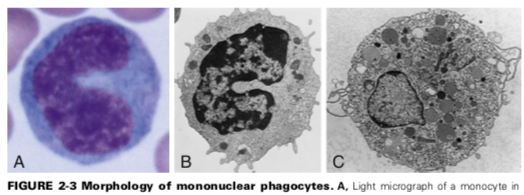 A
B
C
FIGURE 2-3 Morphology of mononuclear phagocytes. A, Light micrograph of a monocyte in